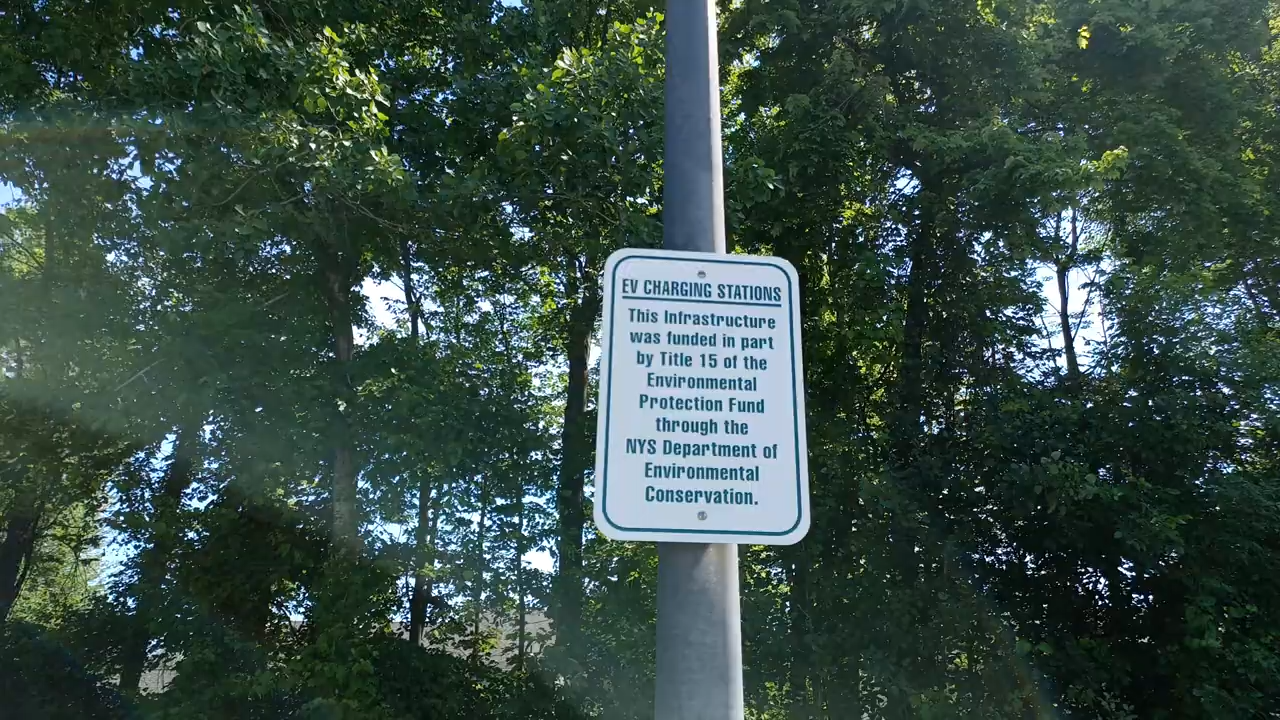 EV CHARGING STATIONS
This Infrastructure
was funded in part
by Title 15 of the
Environmental
Protection Fund
through the
NYS Department of
Environmental
Conservation.